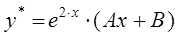 y* = e^{2·x} · (Ax + B)